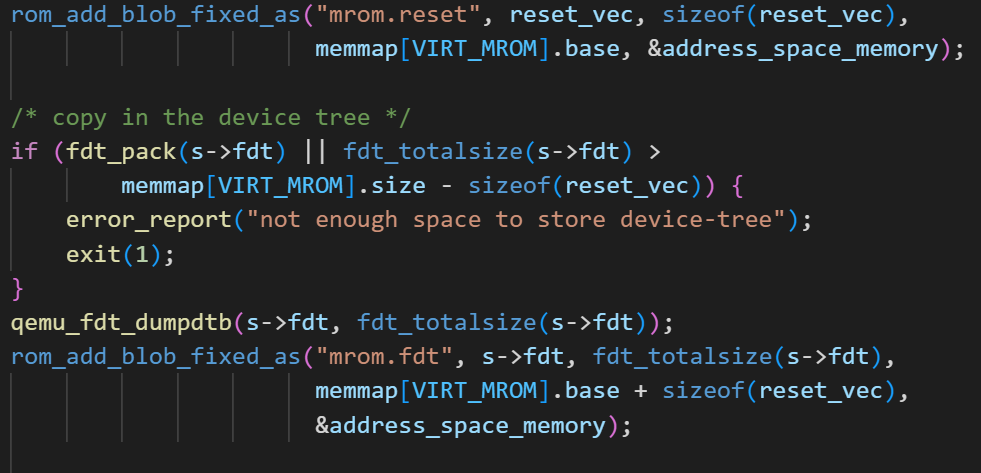 rom_add_blob_fixed_as("mrom.reset", reset_vec, sizeof(reset_vec),
                      memmap[VIRT_MROM].base, &address_space_memory);

/* copy in the device tree */
if (fdt_pack(s->fdt) || fdt_totalsize(s->fdt) >
        memmap[VIRT_MROM].size - sizeof(reset_vec)) {
    error_report("not enough space to store device-tree");
    exit(1);
}
qemu_fdt_dumpdtb(s->fdt, fdt_totalsize(s->fdt));
rom_add_blob_fixed_as("mrom.fdt", s->fdt, fdt_totalsize(s->fdt),
                      memmap[VIRT_MROM].base + sizeof(reset_vec),
                      &address_space_memory);